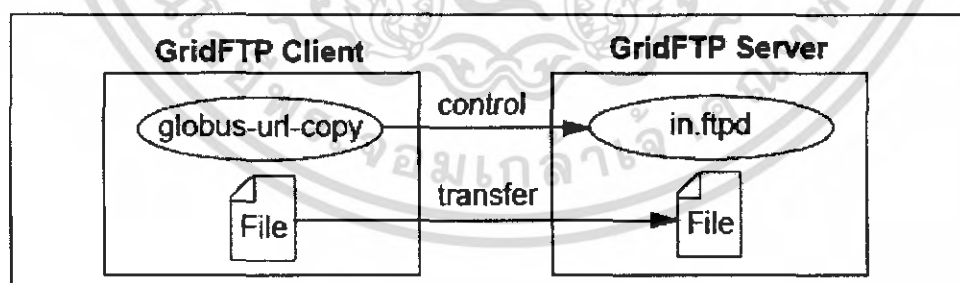 GridFTP Client GridFTP Server
globus-url-copy control in.ftpd
File transfer File